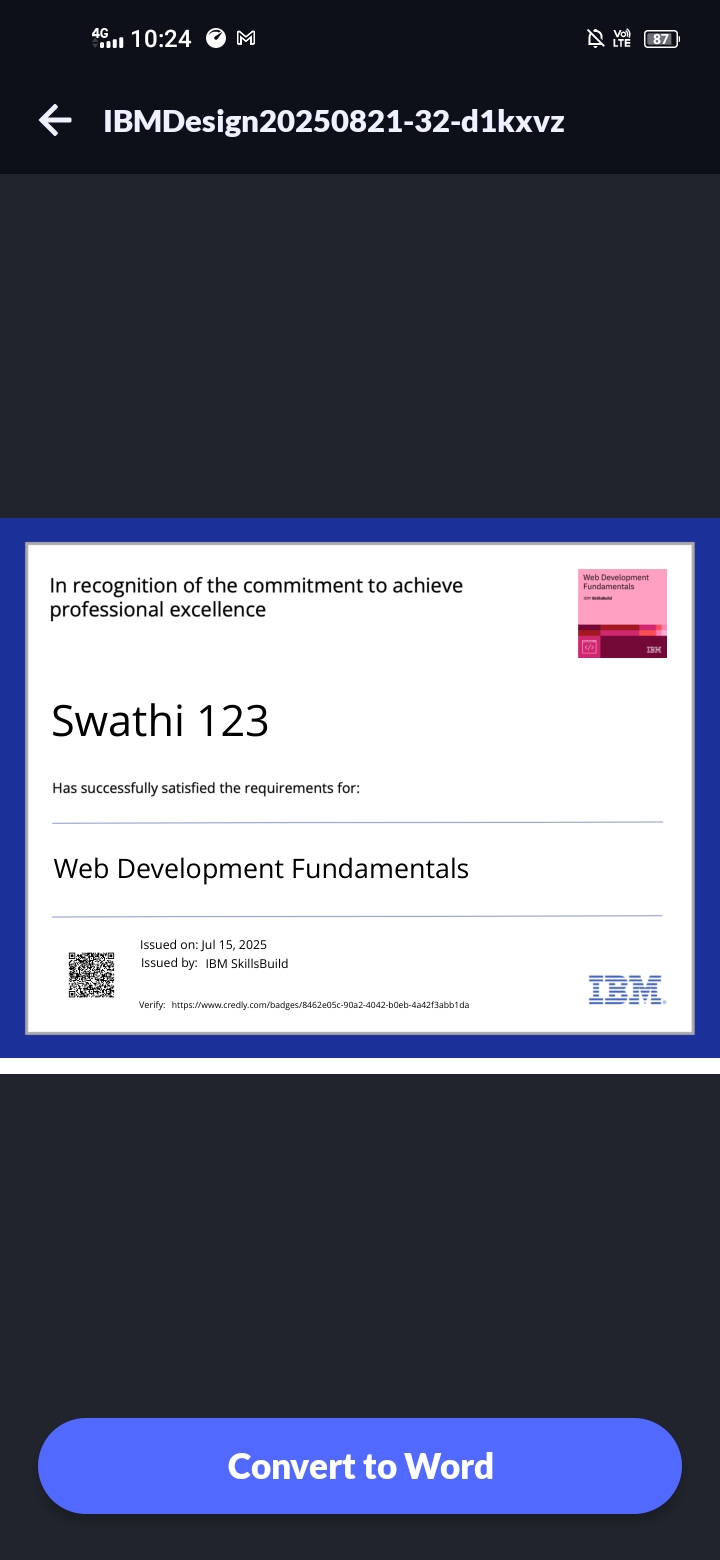 4G 10:24 Vo) LTE 87
IBMDesign20250821-32-d1kxvz
In recognition of the commitment to achieve
professional excellence
Web Development
Fundamentals
IBM SkillsBuild
</>
IBM
Swathi 123
Has successfully satisfied the requirements for:
Web Development Fundamentals
Issued on: Jul 15, 2025
Issued by: IBM SkillsBuild
Verify: https://www.credly.com/badges/8462e05c-90a2-4042-b0eb-4a42f3abb1da
IBM®
Convert to Word